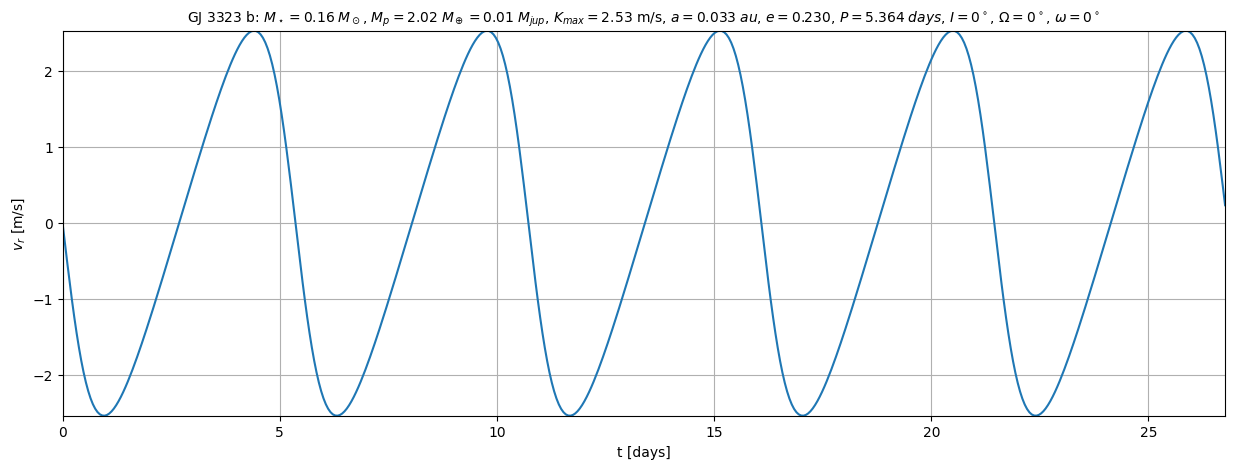 GJ 3323 b: M⋆ = 0.16 M⊙, Mp = 2.02 M⊕ = 0.01 Mjup, Kmax = 2.53 m/s, a = 0.033 au, e = 0.230, P = 5.364 days, I = 0°, Ω = 0°, ω = 0°
2
1
0
−1
−2
vr [m/s]
0 5 10 15 20 25
t [days]